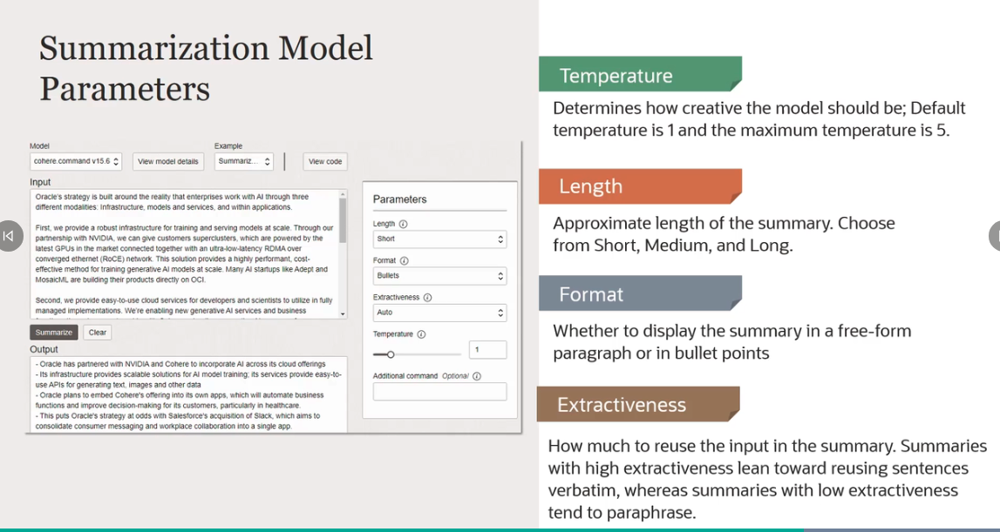 Summarization Model
Parameters
Model
Example
cohere.command v15.6
View model details
Summariz...
View code
Input
Oracle's strategy is built around the reality that enterprises work with AI through three
different modalities: Infrastructure, models and services, and within applications.
First, we provide a robust infrastructure for training and serving models at scale. Through our
partnership with NVIDIA, we can give customers superclusters, which are powered by the
latest GPUs in the market connected together with an ultra-low-latency RDMA over
converged ethernet (RoCE) network. This solution provides a highly performant, cost-
effective method for training generative AI models at scale. Many AI startups like Adept and
MosaicML are building their products directly on OCI.
Second, we provide easy-to-use cloud services for developers and scientists to utilize in fully
managed implementations. We're enabling new generative AI services and business
Summarize
Clear
Output
- Oracle has partnered with NVIDIA and Cohere to incorporate AI across its cloud offerings
- Its infrastructure provides scalable solutions for AI model training; its services provide easy-to-
use APIs for generating text, images and other data
- Oracle plans to embed Cohere's offering into its own apps, which will automate business
functions and improve decision-making for its customers, particularly in healthcare.
- This puts Oracle's strategy at odds with Salesforce's acquisition of Slack, which aims to
consolidate consumer messaging and workplace collaboration into a single app.
Parameters
Length
Short
Format
Bullets
Extractiveness
Auto
Temperature
1
Additional command Optional
Temperature
Determines how creative the model should be; Default
temperature is 1 and the maximum temperature is 5.
Length
Approximate length of the summary. Choose
from Short, Medium, and Long.
Format
Whether to display the summary in a free-form
paragraph or in bullet points
Extractiveness
How much to reuse the input in the summary. Summaries
with high extractiveness lean toward reusing sentences
verbatim, whereas summaries with low extractiveness
tend to paraphrase.